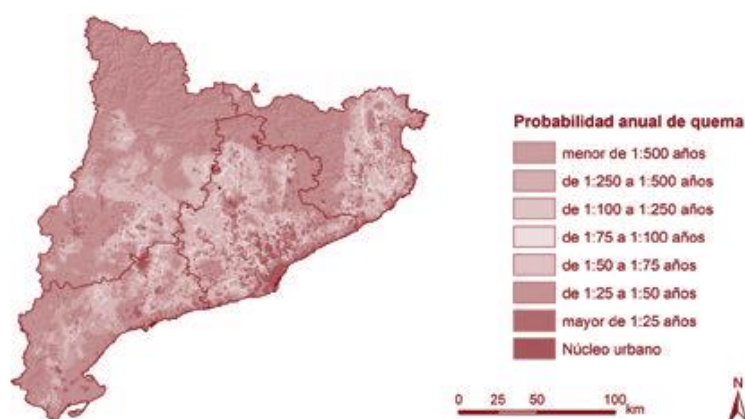 Probabilidad anual de quema
menor de 1:500 años
de 1:250 a 1:500 años
de 1:100 a 1:250 años
de 1:75 a 1:100 años
de 1:50 a 1:75 años
de 1:25 a 1:50 años
mayor de 1:25 años
Núcleo urbano
N
0 25 50 100
km